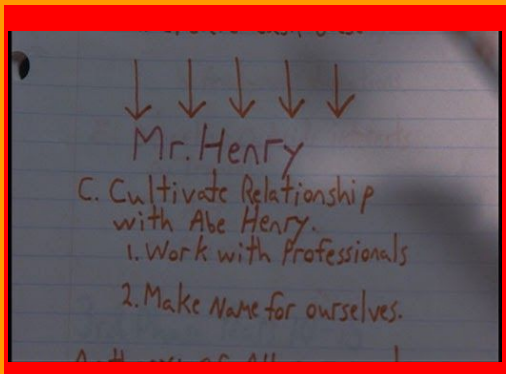 Mr. Henry
C. Cultivate Relationship
with Abe Henry.
1. Work with Professionals
2. Make Name for ourselves.